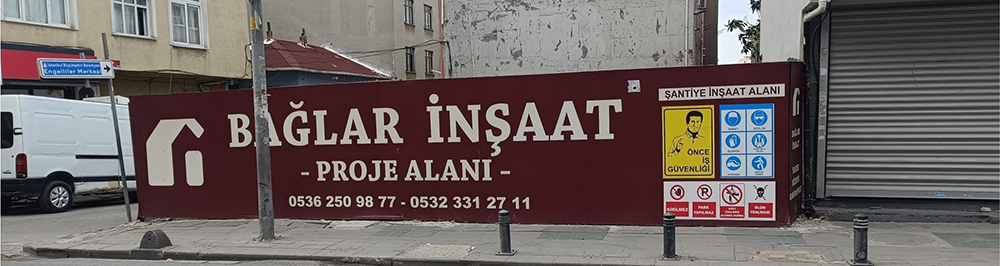 İstanbul Büyükşehir Belediyesi
Engelliler Merkezi
BAĞLAR İNŞAAT
- PROJE ALANI -
0536 250 98 77 - 0532 331 27 11
ŞANTİYE İNŞAAT ALANI
ÖNCE
İŞ
GÜVENLİĞİ
GİRİLMEZ
PARK
YAPILMAZ
ÖLÜM
TEHLİKESİ